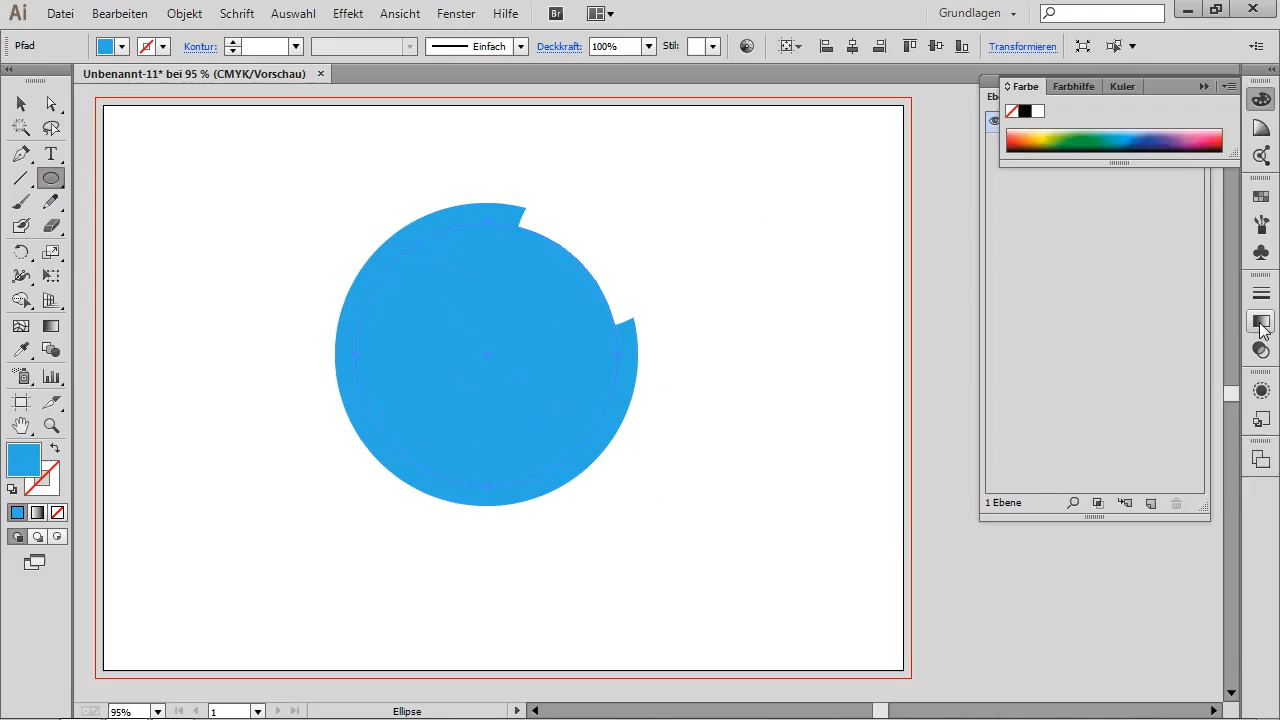 Ai Datei Bearbeiten Objekt Schrift Auswahl Effekt Ansicht Fenster Hilfe Br Grundlagen
Pfad Kontur: Einfach Deckkraft: 100% Stil: Transformieren
Unbenannt-11* bei 95 % (CMYK/Vorschau)
Farbe Farbhilfe Kuler
Ebe
T
1 Ebene
95% 1 Ellipse